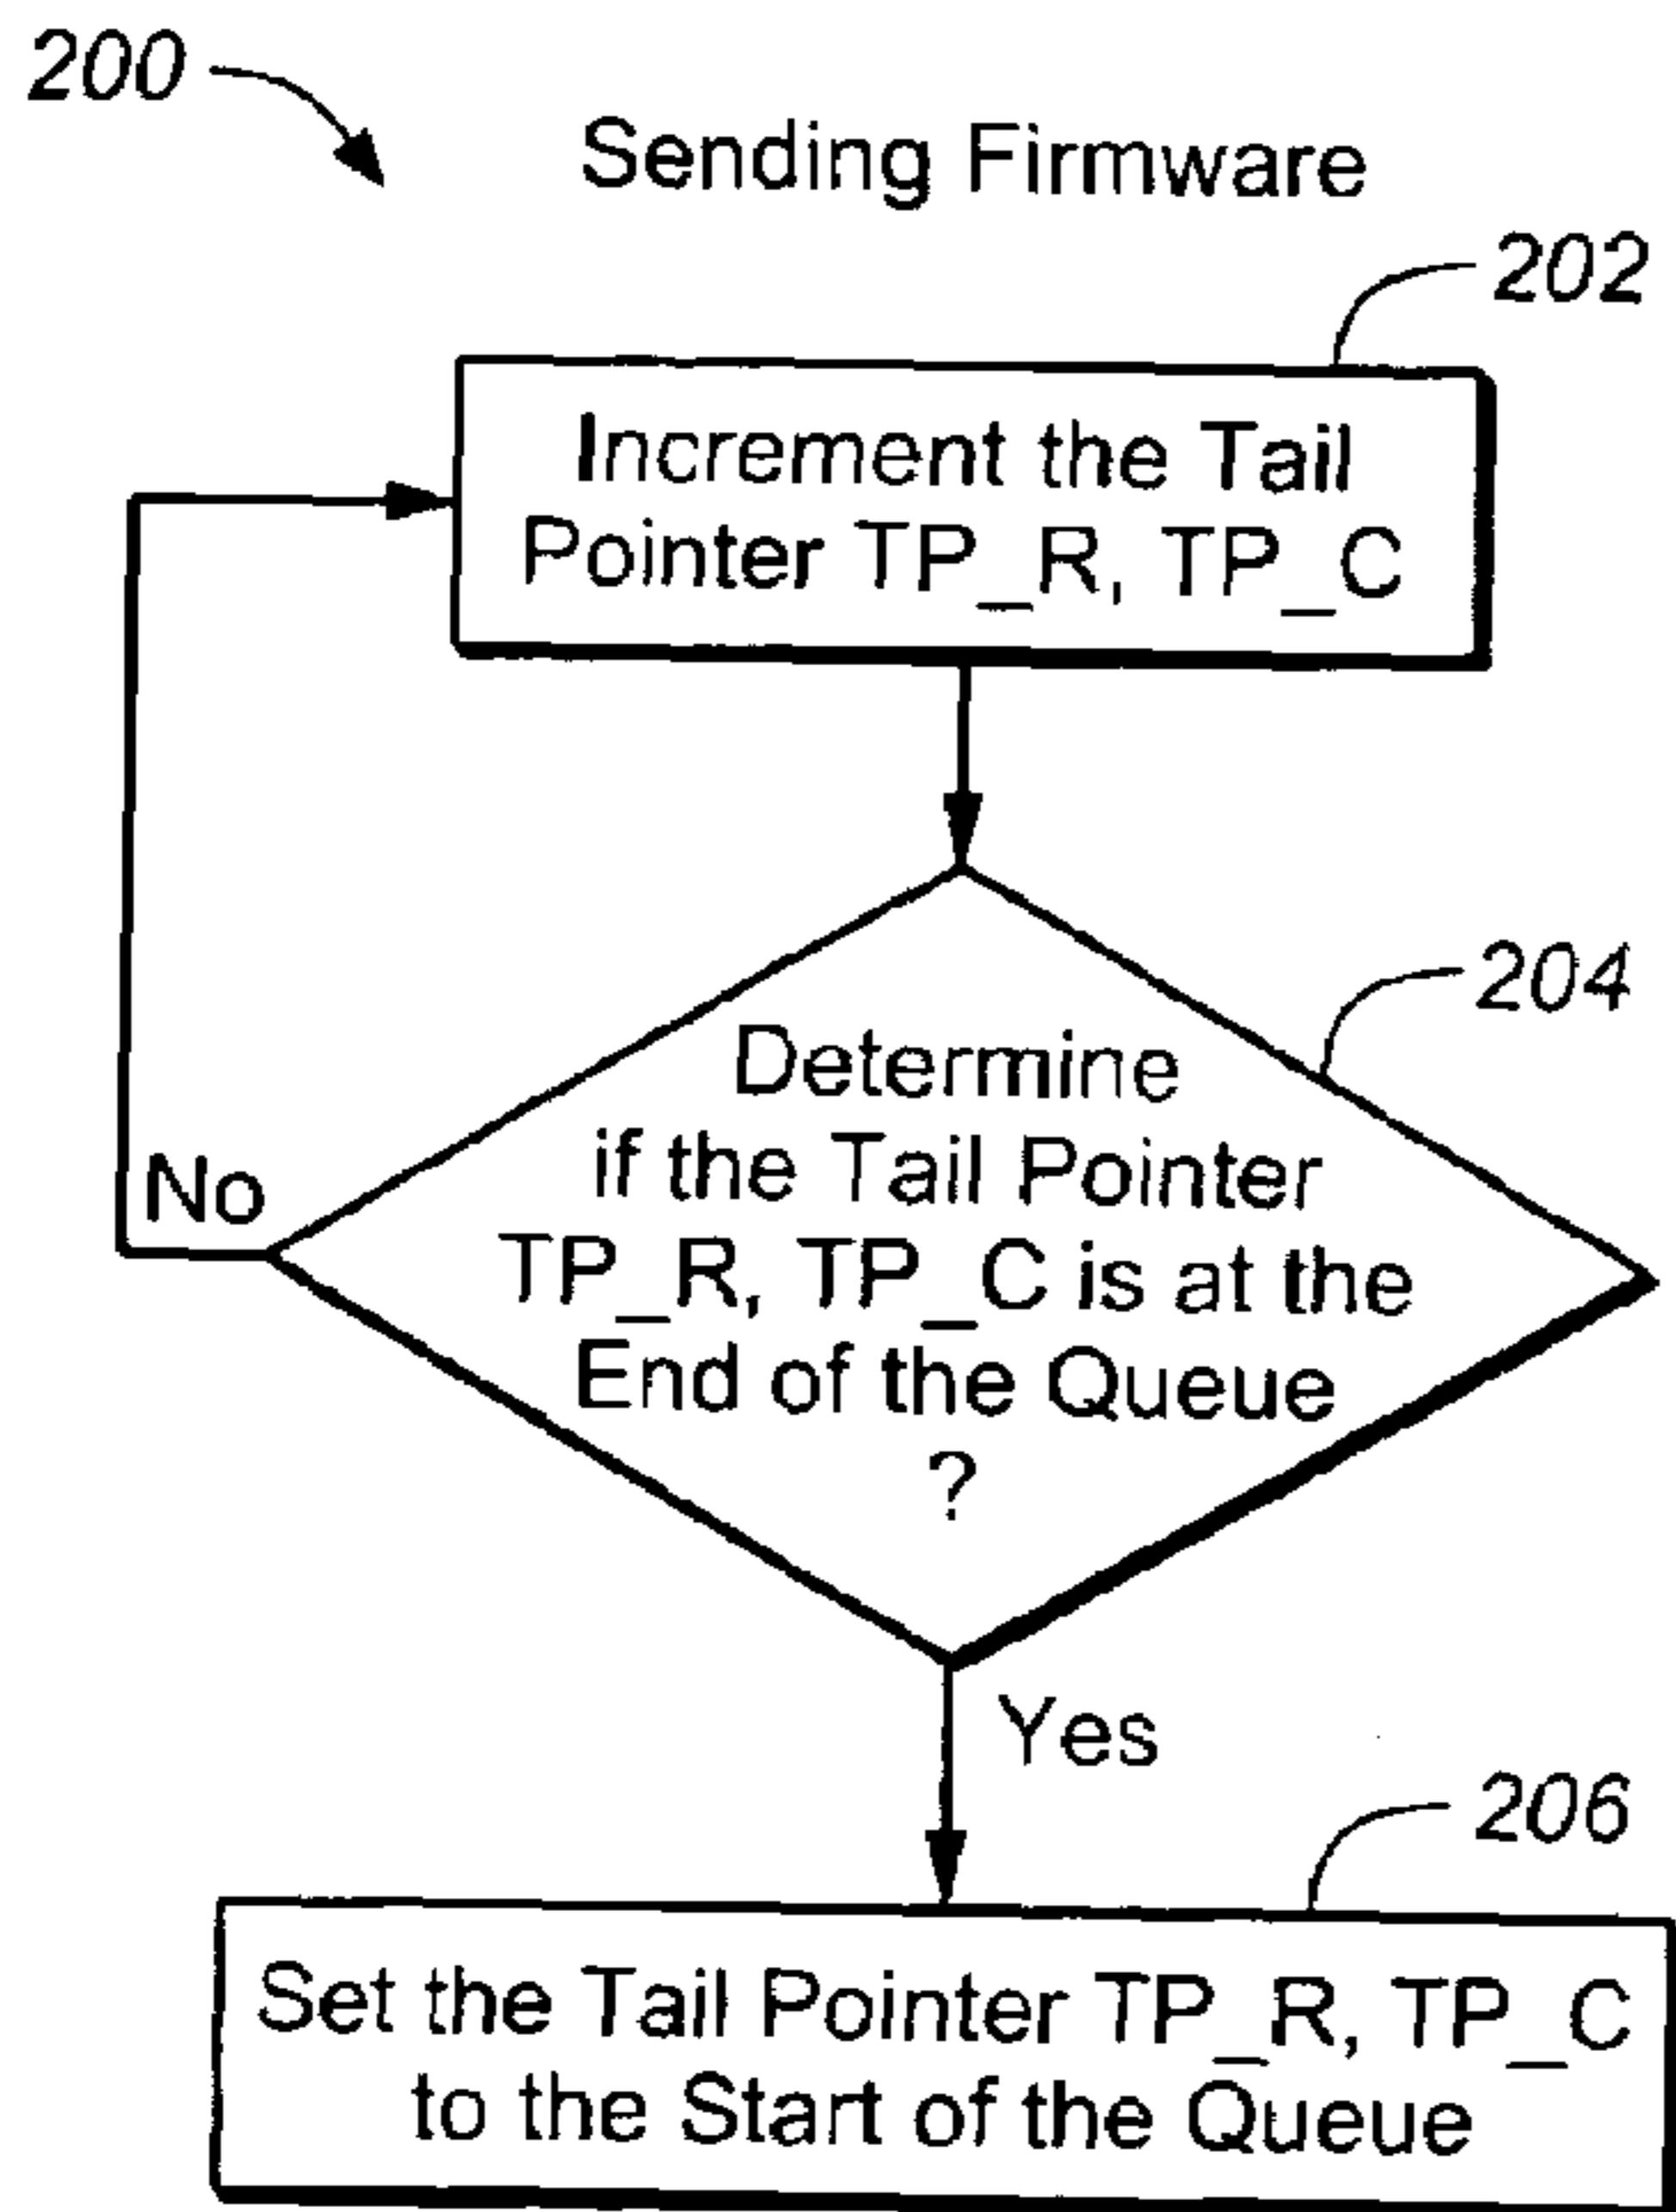 200
Sending Firmware
202
Increment the Tail
Pointer TP_R, TP_C
204
Determine
if the Tail Pointer
TP_R, TP_C is at the
End of the Queue
?
No
Yes
206
Set the Tail Pointer TP_R, TP_C
to the Start of the Queue